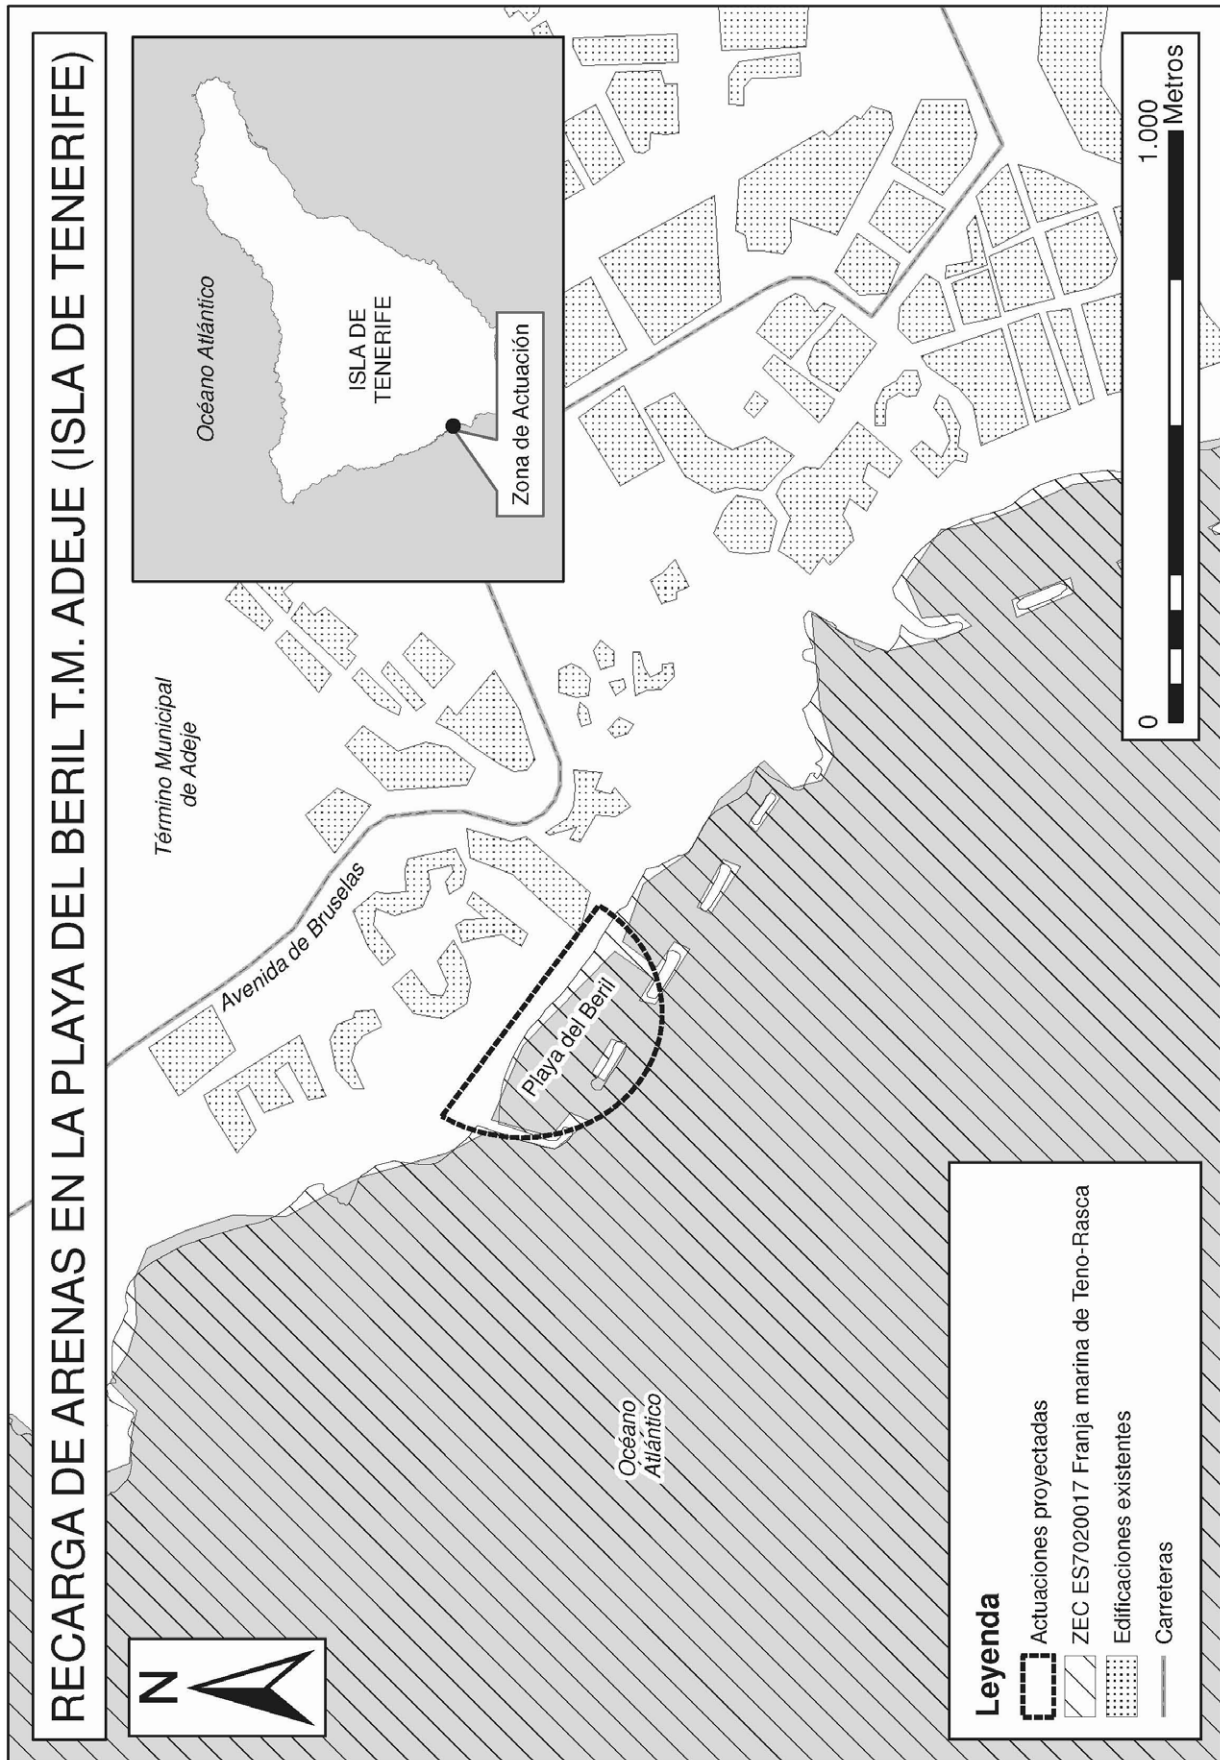 RECARGA DE ARENAS EN LA PLAYA DEL BERIL T.M. ADEJE (ISLA DE TENERIFE)
N
Océano Atlántico
ISLA DE
TENERIFE
Zona de Actuación
Término Municipal
de Adeje
Avenida de Bruselas
Playa del Beril
Océano
Atlántico
Leyenda
Actuaciones proyectadas
ZEC ES7020017 Franja marina de Teno-Rasca
Edificaciones existentes
Carreteras
0
1.000
Metros